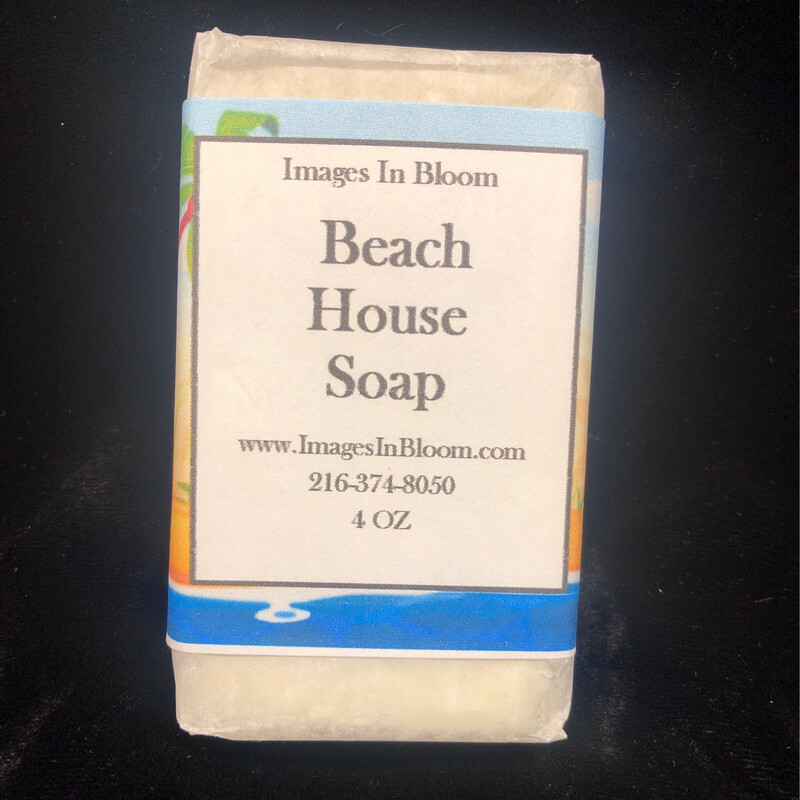 Images In Bloom
Beach
House
Soap
www.ImagesInBloom.com
216-374-8050
4 OZ